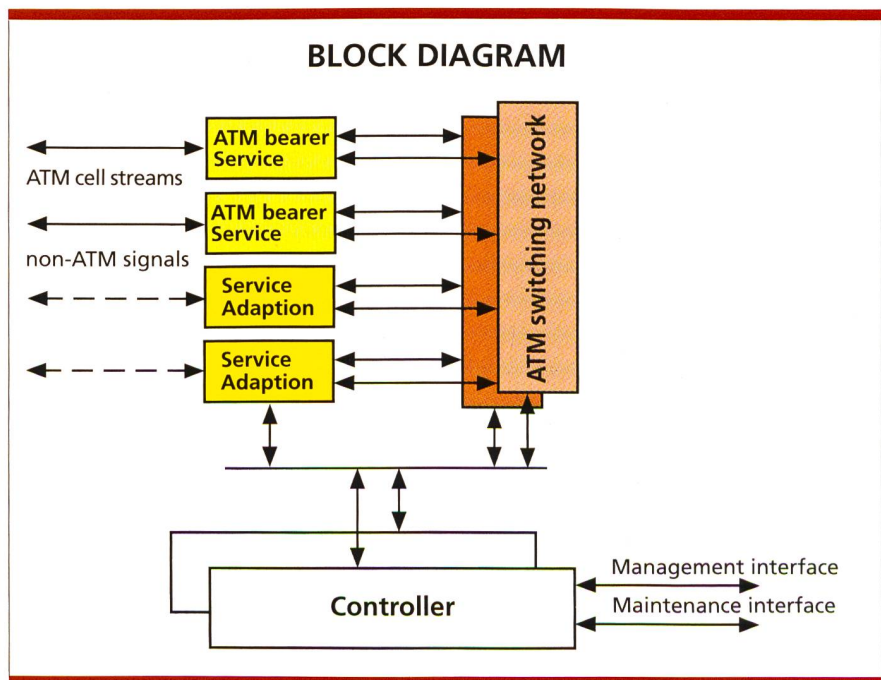 BLOCK DIAGRAM
ATM bearer
Service
ATM cell streams
ATM bearer
Service
non-ATM signals
Service
Adaption
Service
Adaption
ATM switching network
Controller
Management interface
Maintenance interface